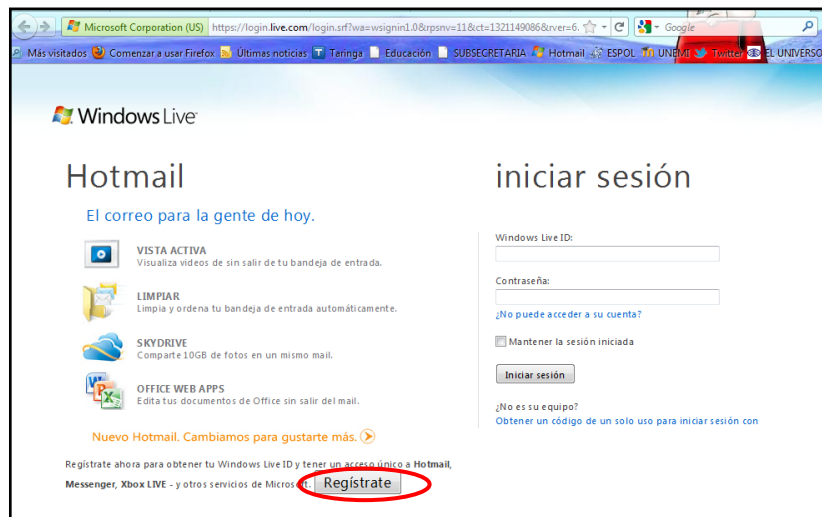 Microsoft Corporation (US) https://login.live.com/login.srf?wa=wsignin1.0&rpsnv=11&ct=1321149086&rver=6. Google
Más visitados Comenzar a usar Firefox Últimas noticias Taringa Educación SUBSECRETARIA Hotmail ESPOL UNEMI Twitter EL UNIVERSO
Windows Live
Hotmail
El correo para la gente de hoy.
VISTA ACTIVA
Visualiza videos de sin salir de tu bandeja de entrada.
LIMPIAR
Limpia y ordena tu bandeja de entrada automáticamente.
SKYDRIVE
Comparte 10GB de fotos en un mismo mail.
OFFICE WEB APPS
Edita tus documentos de Office sin salir del mail.
Nuevo Hotmail. Cambiamos para gustarte más.
Regístrate ahora para obtener tu Windows Live ID y tener un acceso único a Hotmail,
Messenger, Xbox LIVE - y otros servicios de Microsoft. Regístrate
iniciar sesión
Windows Live ID:
Contraseña:
¿No puede acceder a su cuenta?
Mantener la sesión iniciada
Iniciar sesión
¿No es su equipo?
Obtener un código de un solo uso para iniciar sesión con